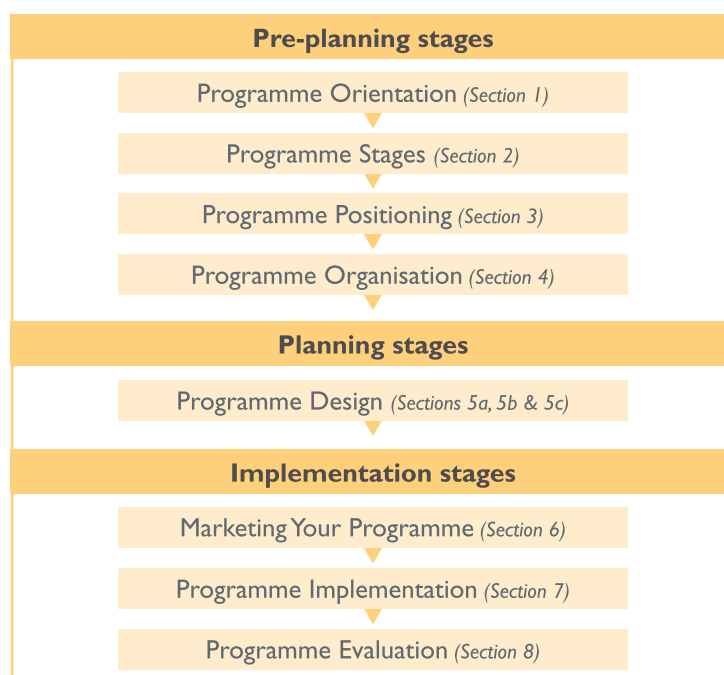 Pre-planning stages
Programme Orientation (Section 1)
Programme Stages (Section 2)
Programme Positioning (Section 3)
Programme Organisation (Section 4)
Planning stages
Programme Design (Sections 5a, 5b & 5c)
Implementation stages
Marketing Your Programme (Section 6)
Programme Implementation (Section 7)
Programme Evaluation (Section 8)